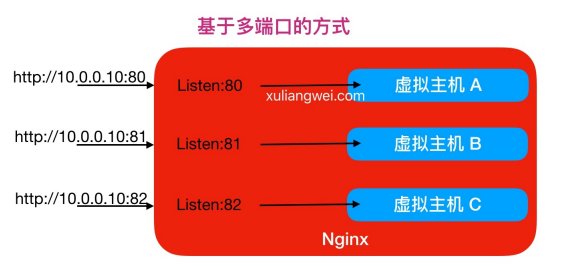 基于多端口的方式
http://10.0.0.10:80
Listen:80
虚拟主机 A
xuliangwei.com
http://10.0.0.10:81
Listen:81
虚拟主机 B
http://10.0.0.10:82
Listen:82
虚拟主机 C
Nginx